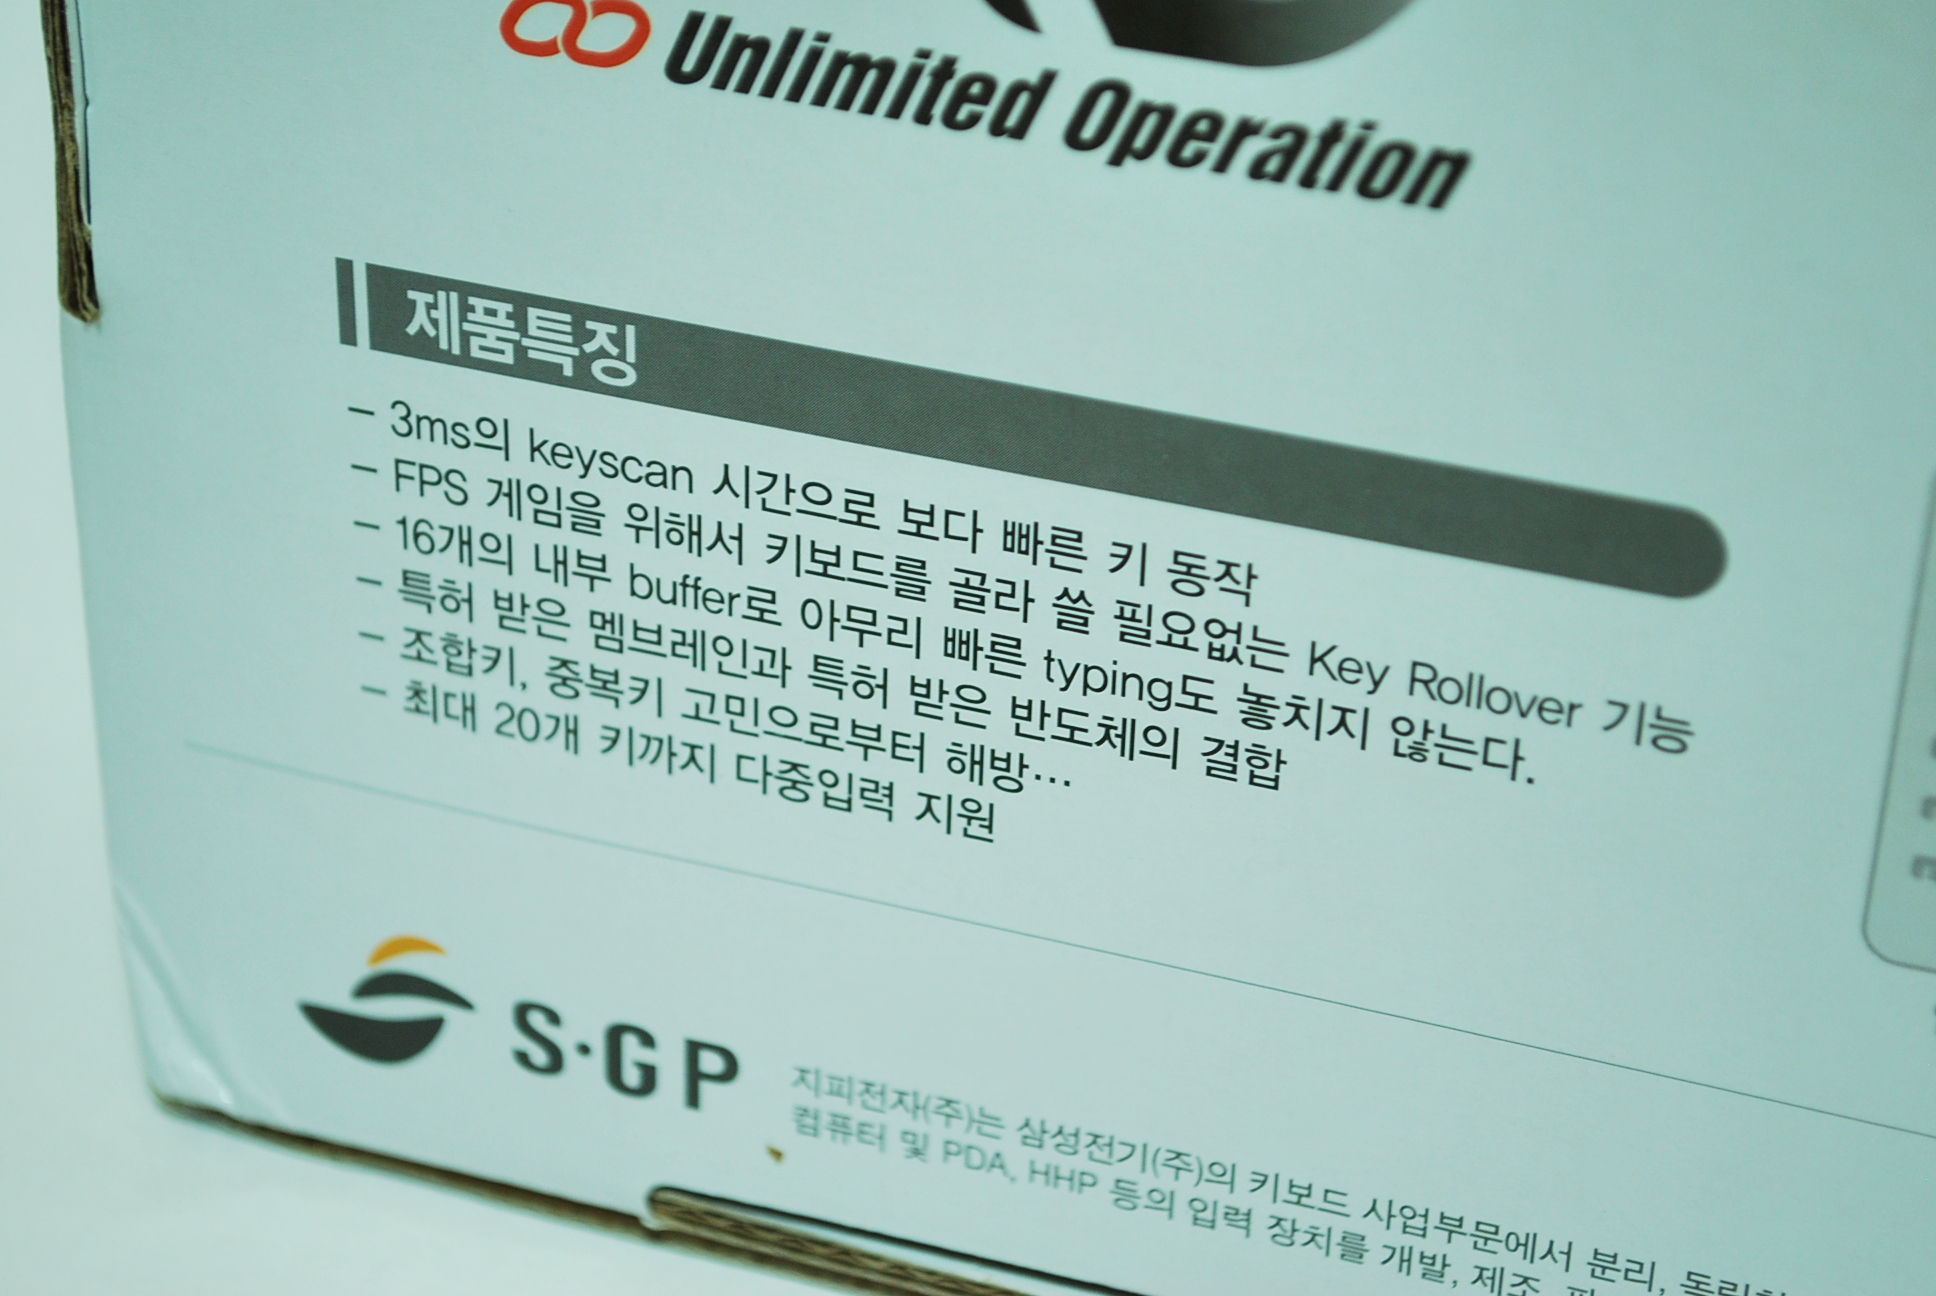 Unlimited Operation
제품특징
- 3ms의 keyscan 시간으로 보다 빠른 키 동작
- FPS 게임을 위해서 키보드를 골라 쓸 필요없는 Key Rollover 기능
- 16개의 내부 buffer로 아무리 빠른 typing도 놓치지 않는다.
- 특허 받은 멤브레인과 특허 받은 반도체의 결합
- 조합키, 중복키 고민으로부터 해방…
- 최대 20개 키까지 다중입력 지원
S·GP
지피전자(주)는 삼성전기(주)의 키보드 사업부문에서 분리,
컴퓨터 및 PDA, HHP 등의 입력 장치를 개발, 제조,